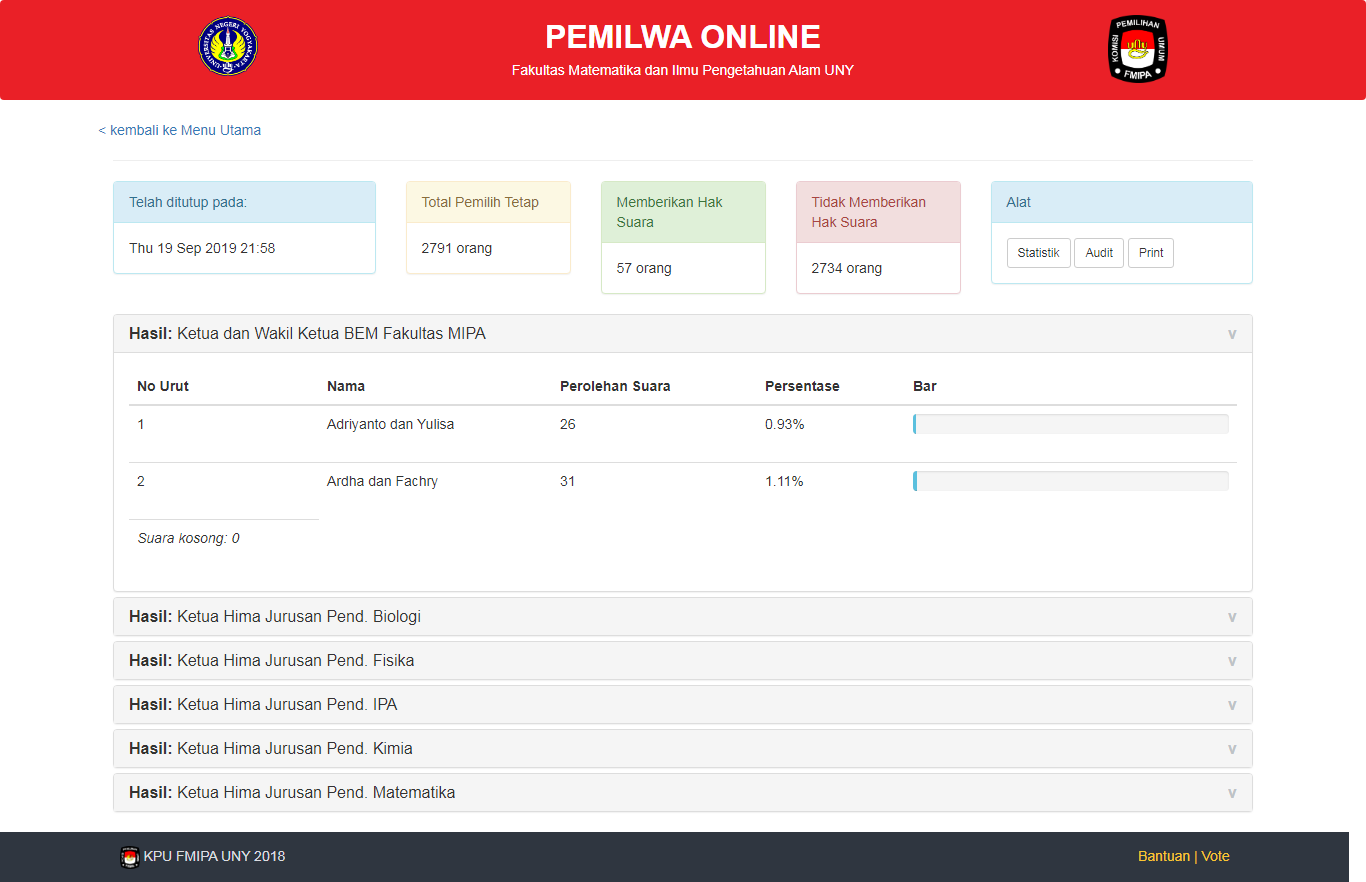 UNIVERSITAS NEGERI YOGYAKARTA
PEMILWA ONLINE
Fakultas Matematika dan Ilmu Pengetahuan Alam UNY
KOMISI PEMILIHAN UMUM
FMIPA
< kembali ke Menu Utama
Telah ditutup pada:
Thu 19 Sep 2019 21:58
Total Pemilih Tetap
2791 orang
Memberikan Hak
Suara
57 orang
Tidak Memberikan
Hak Suara
2734 orang
Alat
Statistik Audit Print
Hasil: Ketua dan Wakil Ketua BEM Fakultas MIPA v
No Urut Nama Perolehan Suara Persentase Bar
1 Adriyanto dan Yulisa 26 0.93%
2 Ardha dan Fachry 31 1.11%
Suara kosong: 0
Hasil: Ketua Hima Jurusan Pend. Biologi v
Hasil: Ketua Hima Jurusan Pend. Fisika v
Hasil: Ketua Hima Jurusan Pend. IPA v
Hasil: Ketua Hima Jurusan Pend. Kimia v
Hasil: Ketua Hima Jurusan Pend. Matematika v
KPU FMIPA UNY 2018 Bantuan | Vote